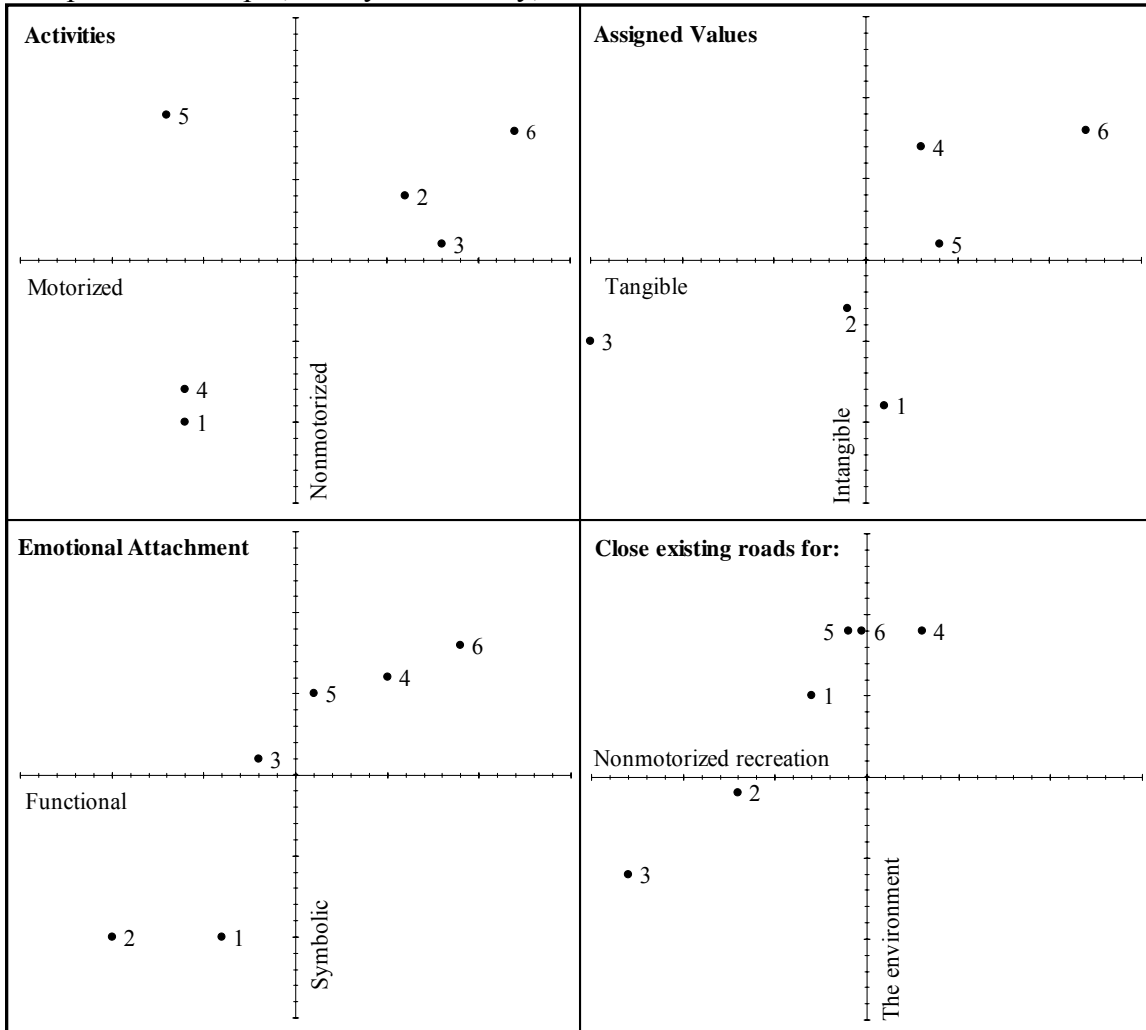 Activities
5
6
2
3
Motorized
4
1
Nonmotorized
Assigned Values
6
4
5
Tangible
2
3
1
Intangible
Emotional Attachment
6
4
5
3
Functional
2
1
Symbolic
Close existing roads for:
5
6
4
1
Nonmotorized recreation
2
3
The environment